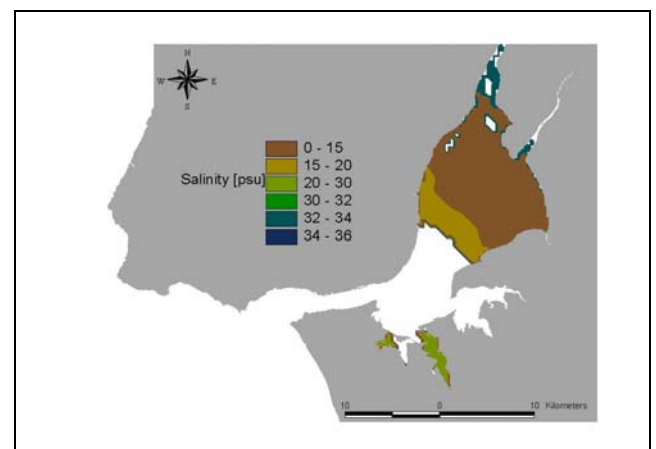 N
W E
S
Salinity [psu]
0 - 15
15 - 20
20 - 30
30 - 32
32 - 34
34 - 36
10 0 10 Kilometers